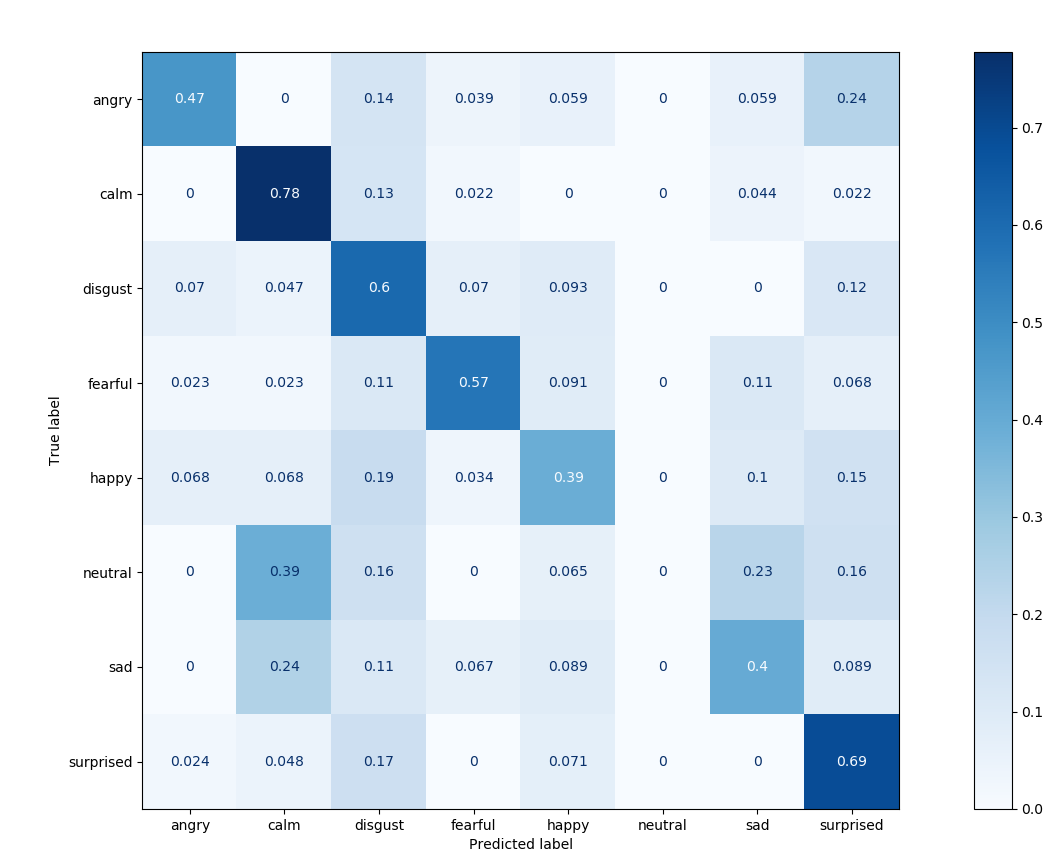 angry 0.47 0 0.14 0.039 0.059 0 0.059 0.24
calm 0 0.78 0.13 0.022 0 0 0.044 0.022
disgust 0.07 0.047 0.6 0.07 0.093 0 0 0.12
fearful 0.023 0.023 0.11 0.57 0.091 0 0.11 0.068
happy 0.068 0.068 0.19 0.034 0.39 0 0.1 0.15
neutral 0 0.39 0.16 0 0.065 0 0.23 0.16
sad 0 0.24 0.11 0.067 0.089 0 0.4 0.089
surprised 0.024 0.048 0.17 0 0.071 0 0 0.69
True label
angry calm disgust fearful happy neutral sad surprised
Predicted label
0.7
0.6
0.5
0.4
0.3
0.2
0.1
0.0